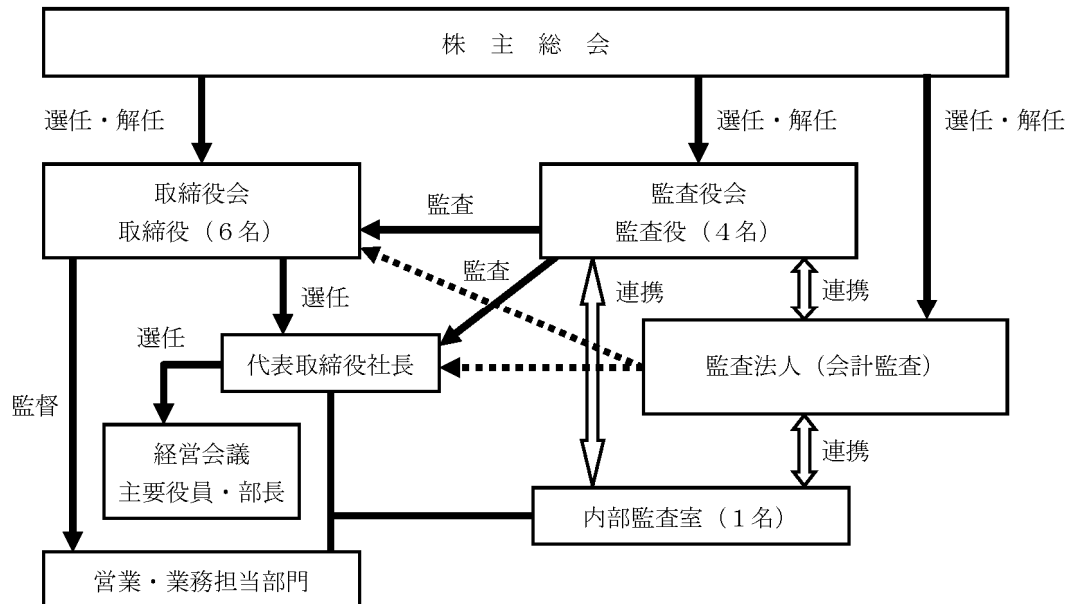 株 主 総 会
選任・解任
選任・解任
選任・解任
取締役会
取締役（６名）
監査
監査役会
監査役（４名）
監査
選任
連携
連携
選任
代表取締役社長
監査法人（会計監査）
監督
経営会議
主要役員・部長
連携
内部監査室（１名）
営業・業務担当部門